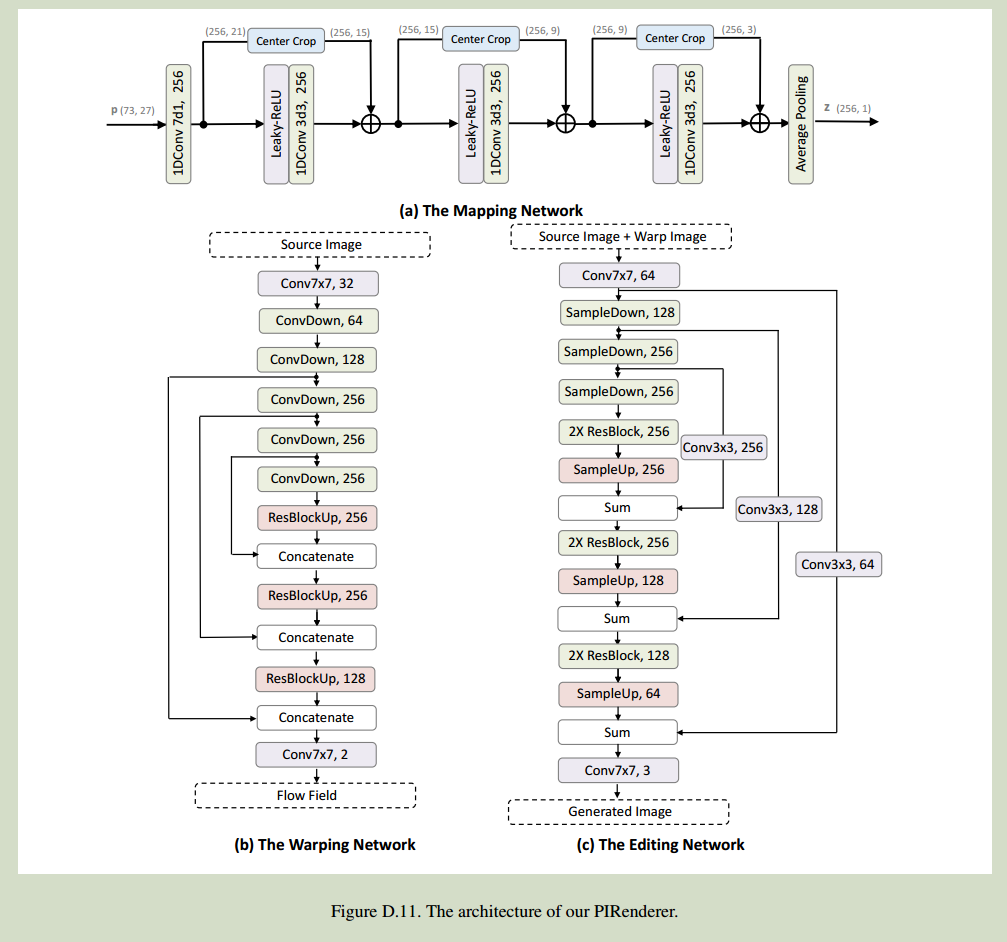 (256, 21) Center Crop (256, 15) (256, 15) Center Crop (256, 9) (256, 9) Center Crop (256, 3)
p (73, 27) 1DConv 7d1, 256 Leaky-ReLU 1DConv 3d3, 256 Leaky-ReLU 1DConv 3d3, 256 Leaky-ReLU 1DConv 3d3, 256 Average Pooling z (256, 1)
(a) The Mapping Network
Source Image
Conv7x7, 32
ConvDown, 64
ConvDown, 128
ConvDown, 256
ConvDown, 256
ConvDown, 256
ResBlockUp, 256
Concatenate
ResBlockUp, 256
Concatenate
ResBlockUp, 128
Concatenate
Conv7x7, 2
Flow Field
(b) The Warping Network
Source Image + Warp Image
Conv7x7, 64
SampleDown, 128
SampleDown, 256
SampleDown, 256
2X ResBlock, 256
Conv3x3, 256
SampleUp, 256
Sum
Conv3x3, 128
2X ResBlock, 256
Conv3x3, 64
SampleUp, 128
Sum
2X ResBlock, 128
SampleUp, 64
Sum
Conv7x7, 3
Generated Image
(c) The Editing Network
Figure D.11. The architecture of our PIRenderer.